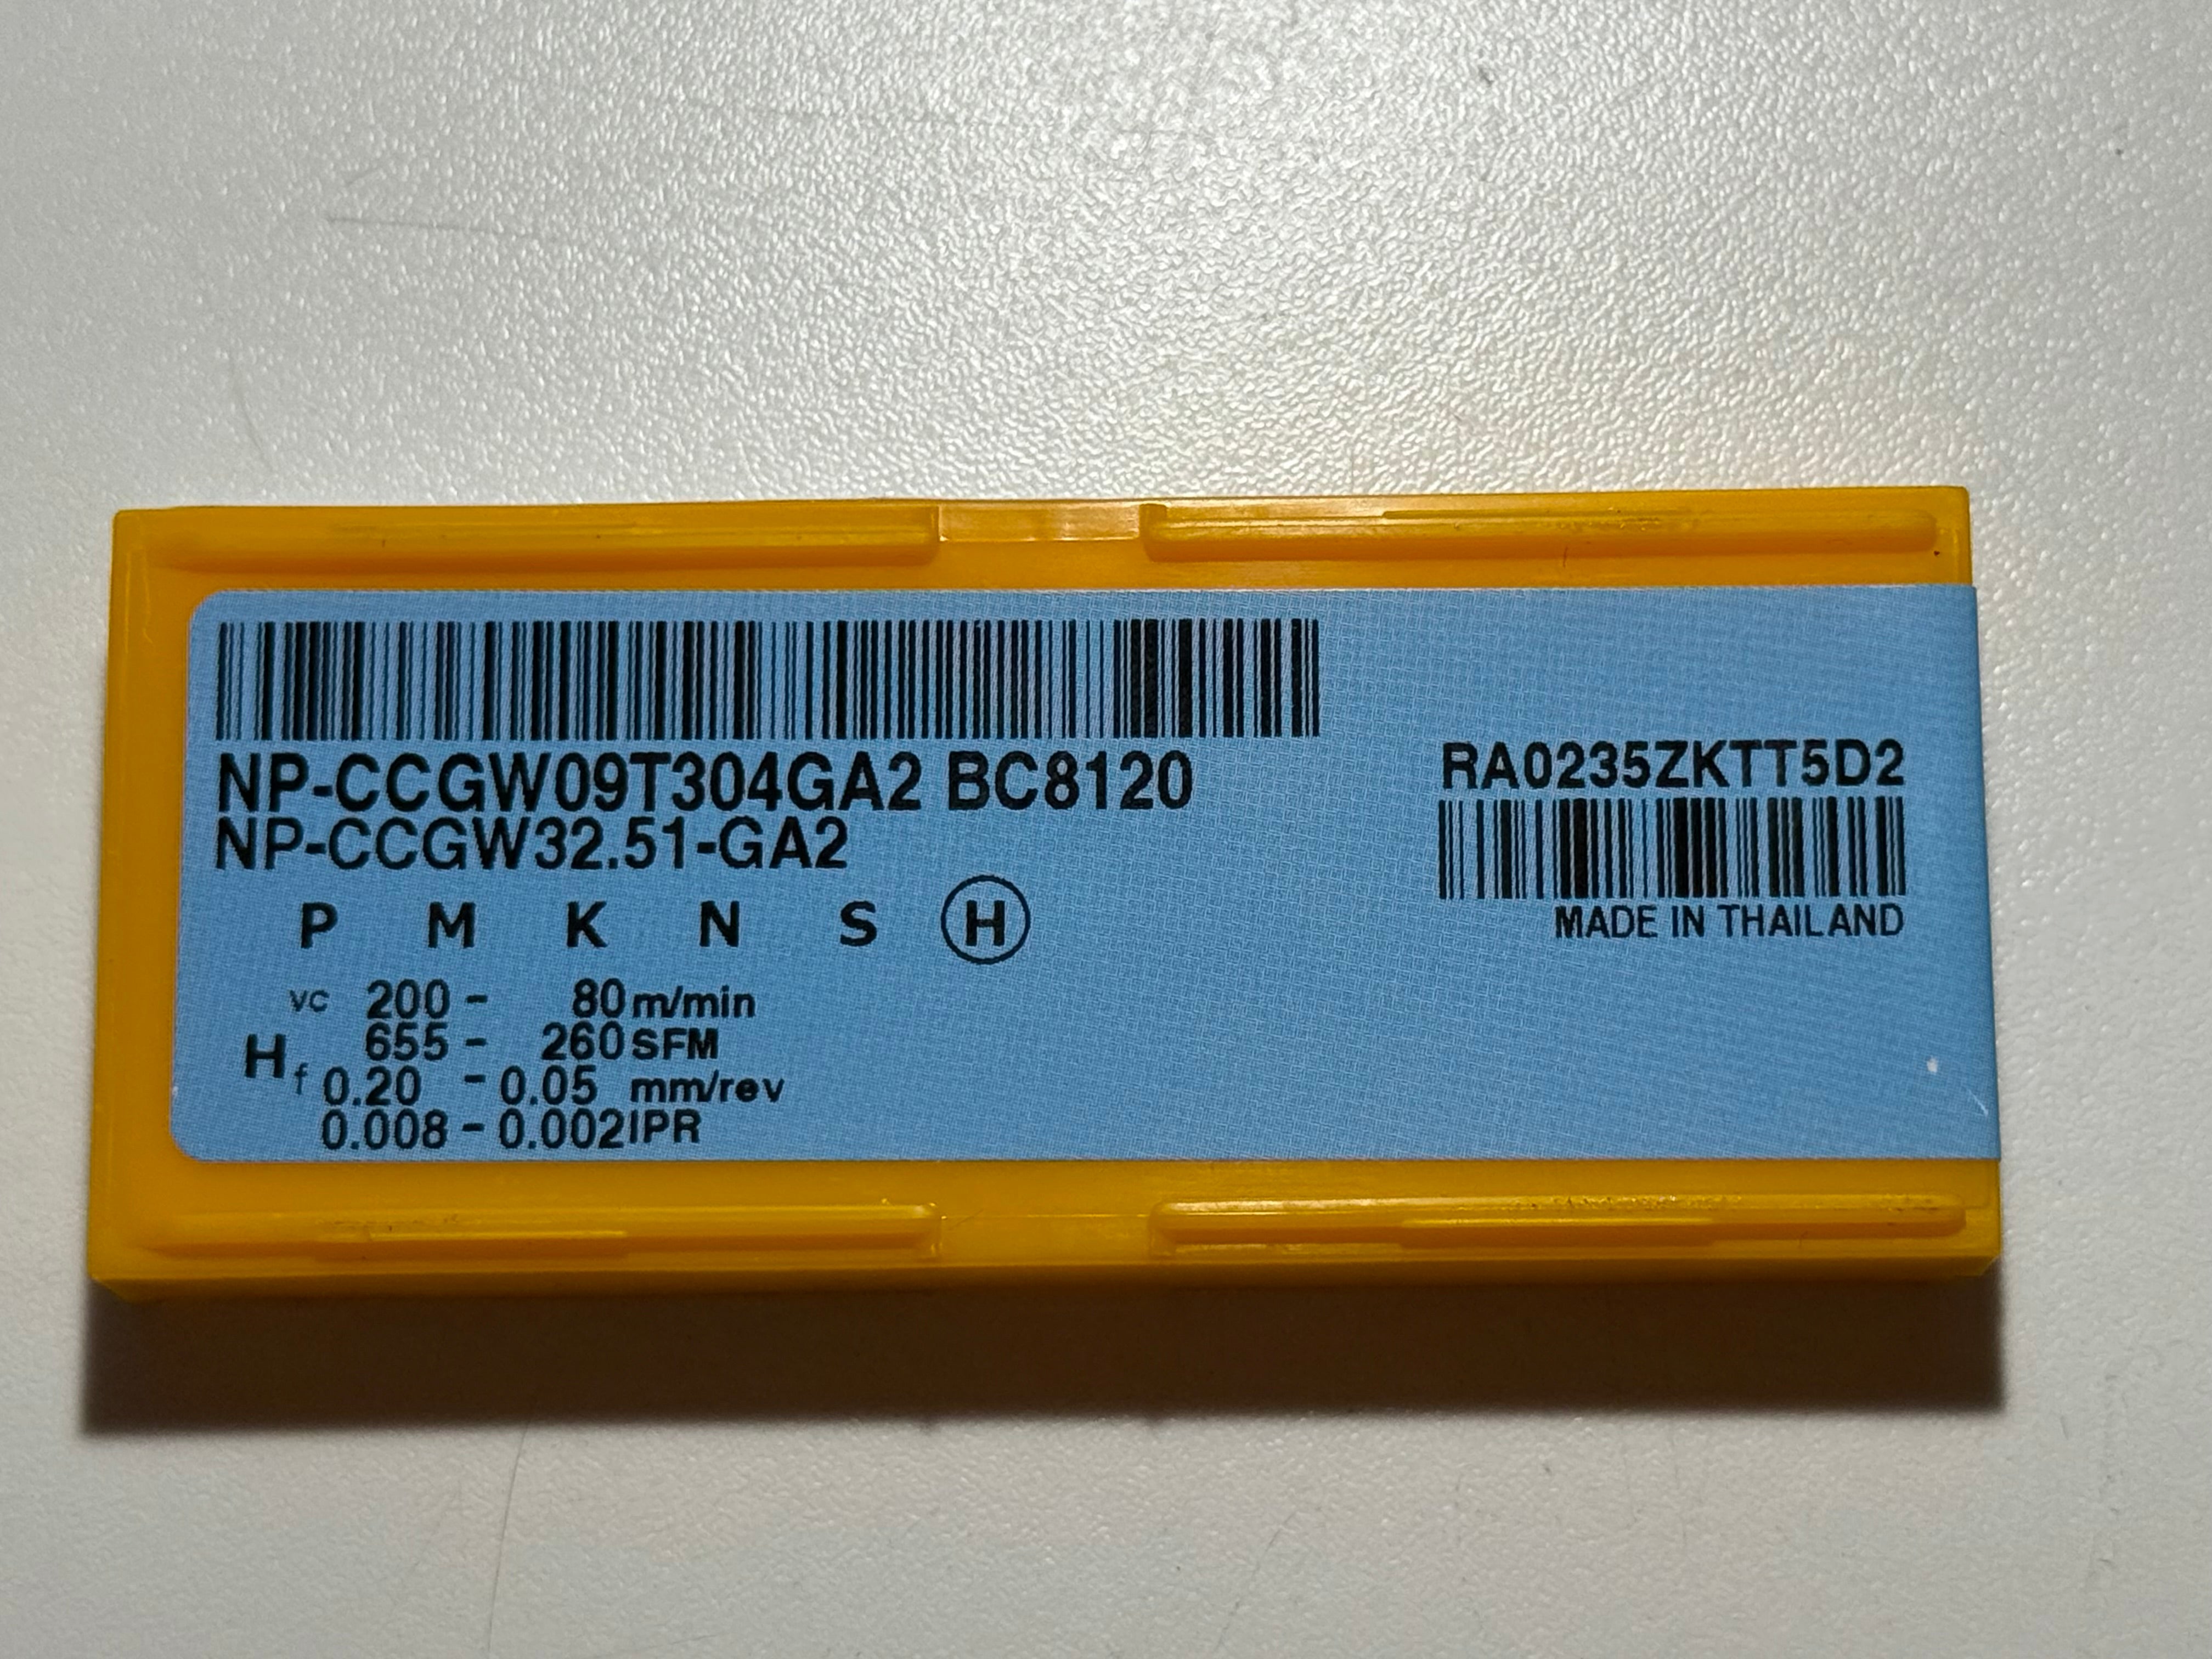 NP-CCGW09T304GA2 BC8120
NP-CCGW32.51-GA2
P M K N S H
vc 200 - 80 m/min
655 - 260 SFM
H
f 0.20 - 0.05 mm/rev
0.008 - 0.002 IPR
RA0235ZKTT5D2
MADE IN THAILAND